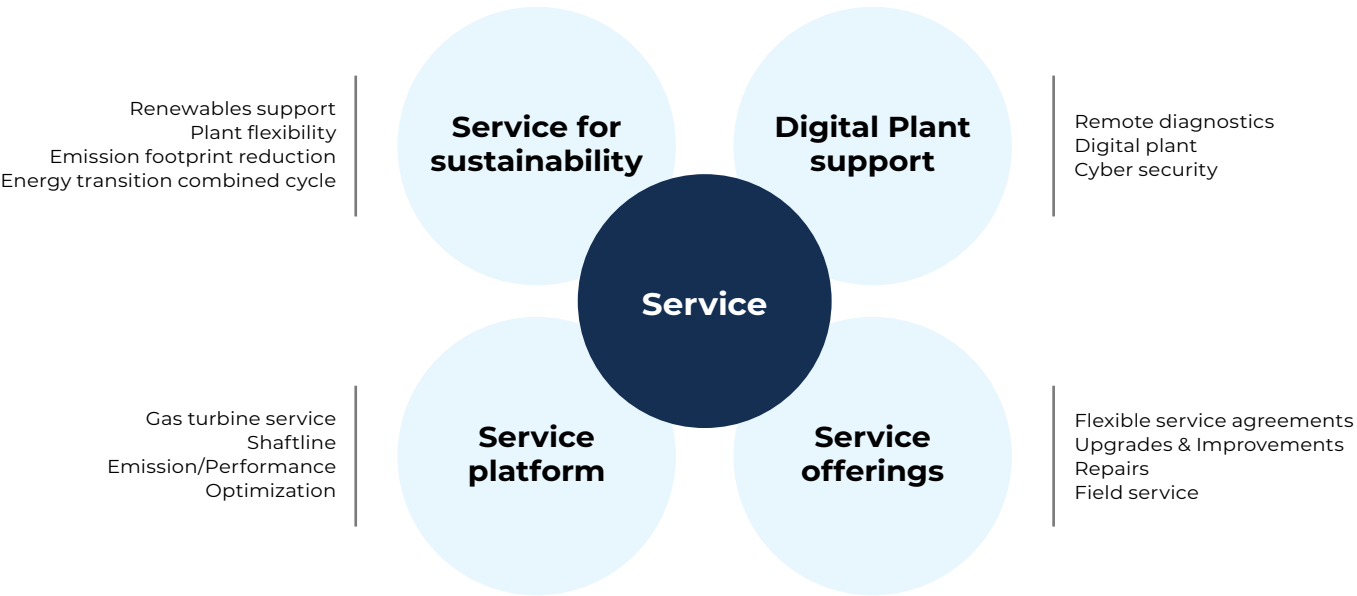 Renewables support
Plant flexibility
Emission footprint reduction
Energy transition combined cycle
Service for
sustainability
Digital Plant
support
Remote diagnostics
Digital plant
Cyber security
Service
Gas turbine service
Shaftline
Emission/Performance
Optimization
Service
platform
Service
offerings
Flexible service agreements
Upgrades & Improvements
Repairs
Field service